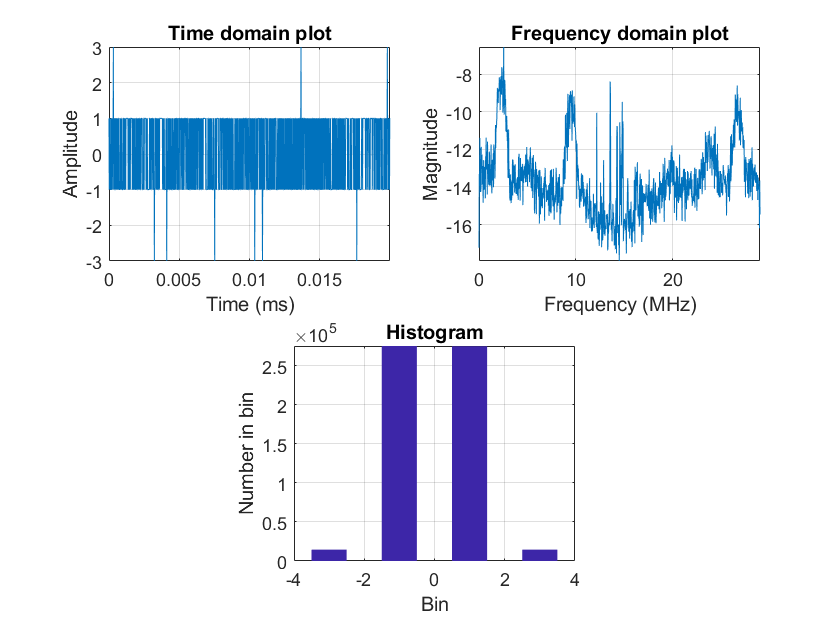 Time domain plot
3
2
1
0
-1
-2
-3
Amplitude
0 0.005 0.01 0.015
Time (ms)
Frequency domain plot
-8
-10
-12
-14
-16
Magnitude
0 10 20
Frequency (MHz)
Histogram
×10^5
2.5
2
1.5
1
0.5
0
Number in bin
-4 -2 0 2 4
Bin